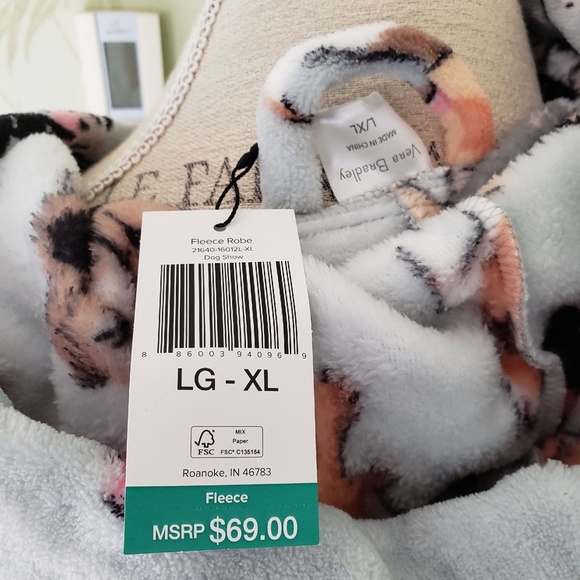 Vera Bradley
L/XL
MADE IN CHINA
Fleece Robe
21640-16012L-XL
Dog Show
8 86003 94096 9
LG - XL
FSC
MIX
Paper
FSC® C135154
Roanoke, IN 46783
Fleece
MSRP $69.00